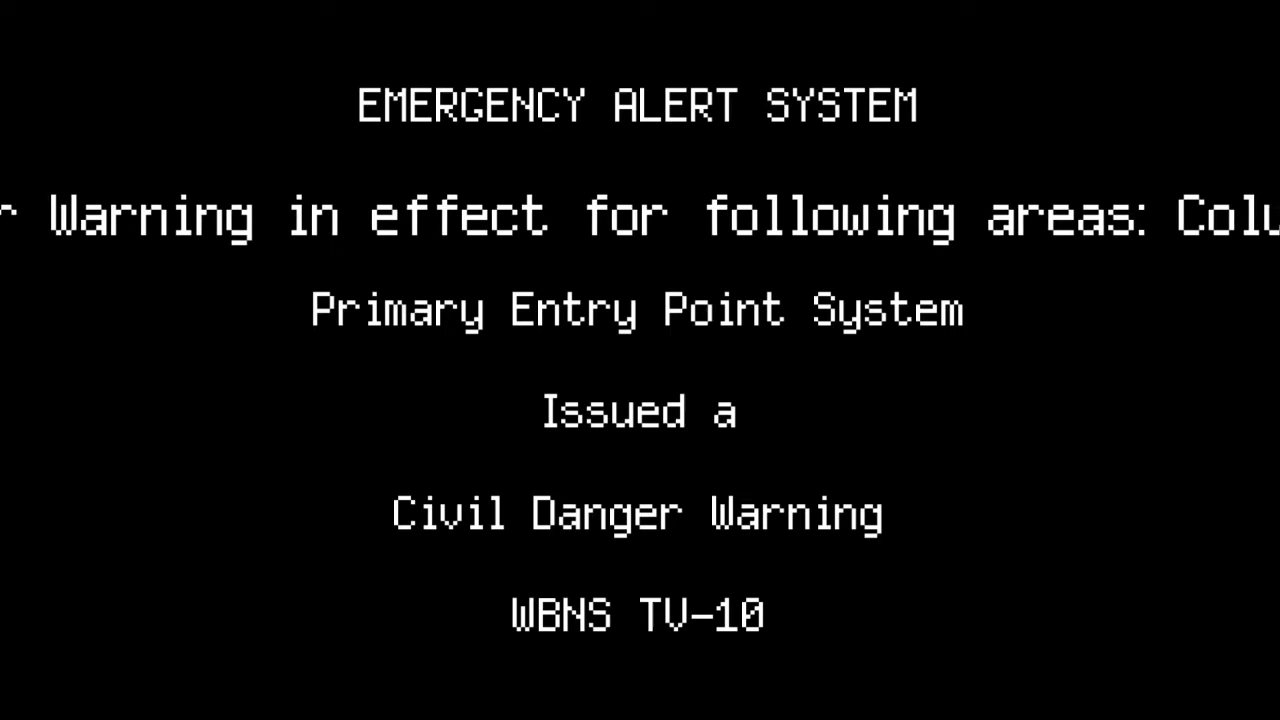 EMERGENCY ALERT SYSTEM
r Warning in effect for following areas: Colu
Primary Entry Point System
Issued a
Civil Danger Warning
WBNS TV-10